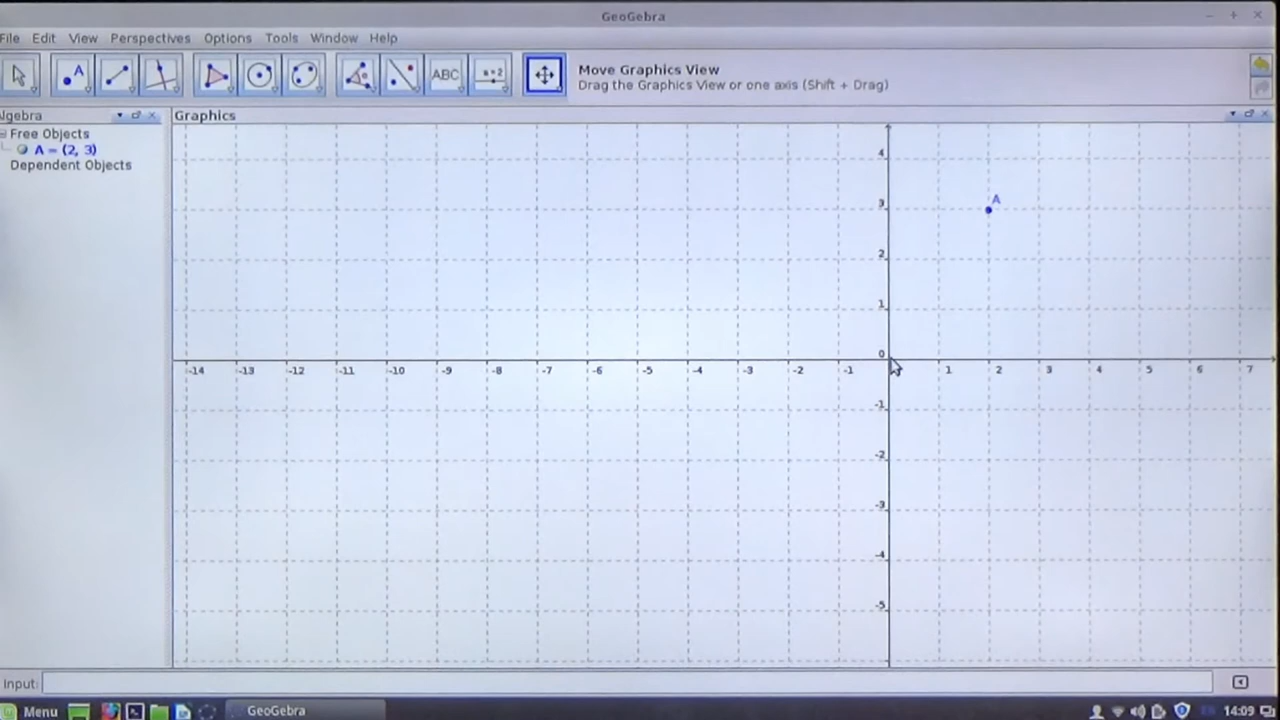 GeoGebra
File Edit View Perspectives Options Tools Window Help
A ABC a=2 Move Graphics View
Drag the Graphics View or one axis (Shift + Drag)
lgebra Graphics
Free Objects
A = (2, 3)
Dependent Objects
4
A
3
2
1
0
-14 -13 -12 -11 -10 -9 -8 -7 -6 -5 -4 -3 -2 -1 1 2 3 4 5 6 7
-1
-2
-3
-4
-5
Input:
Menu GeoGebra 14:09